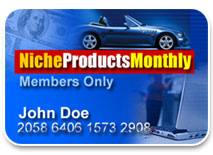 NicheProductsMonthly
Members Only
John Doe
2058 6406 1573 2908